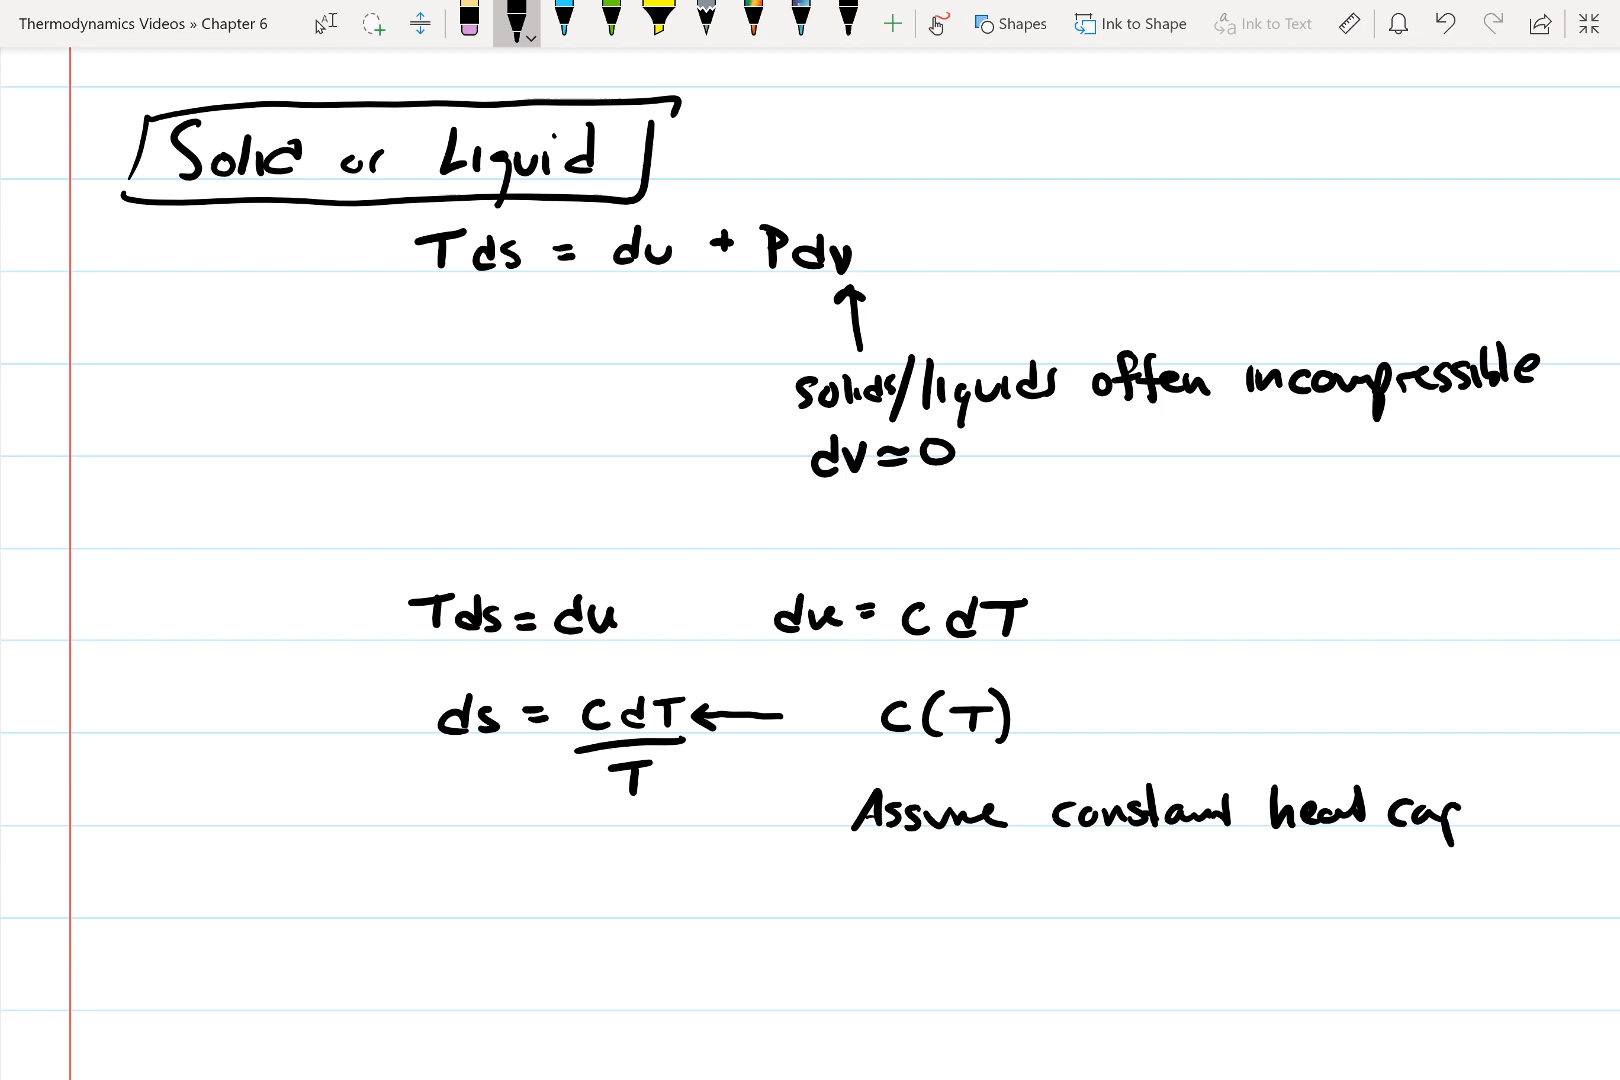 Thermodynamics Videos » Chapter 6
Shapes
Ink to Shape
Ink to Text
Solid or Liquid
Tds = du + Pdv
solids/liquids often incompressible
dv ≈ 0
Tds = du du = C dT
ds = C dT / T ← C(T)
Assume constant heat cap